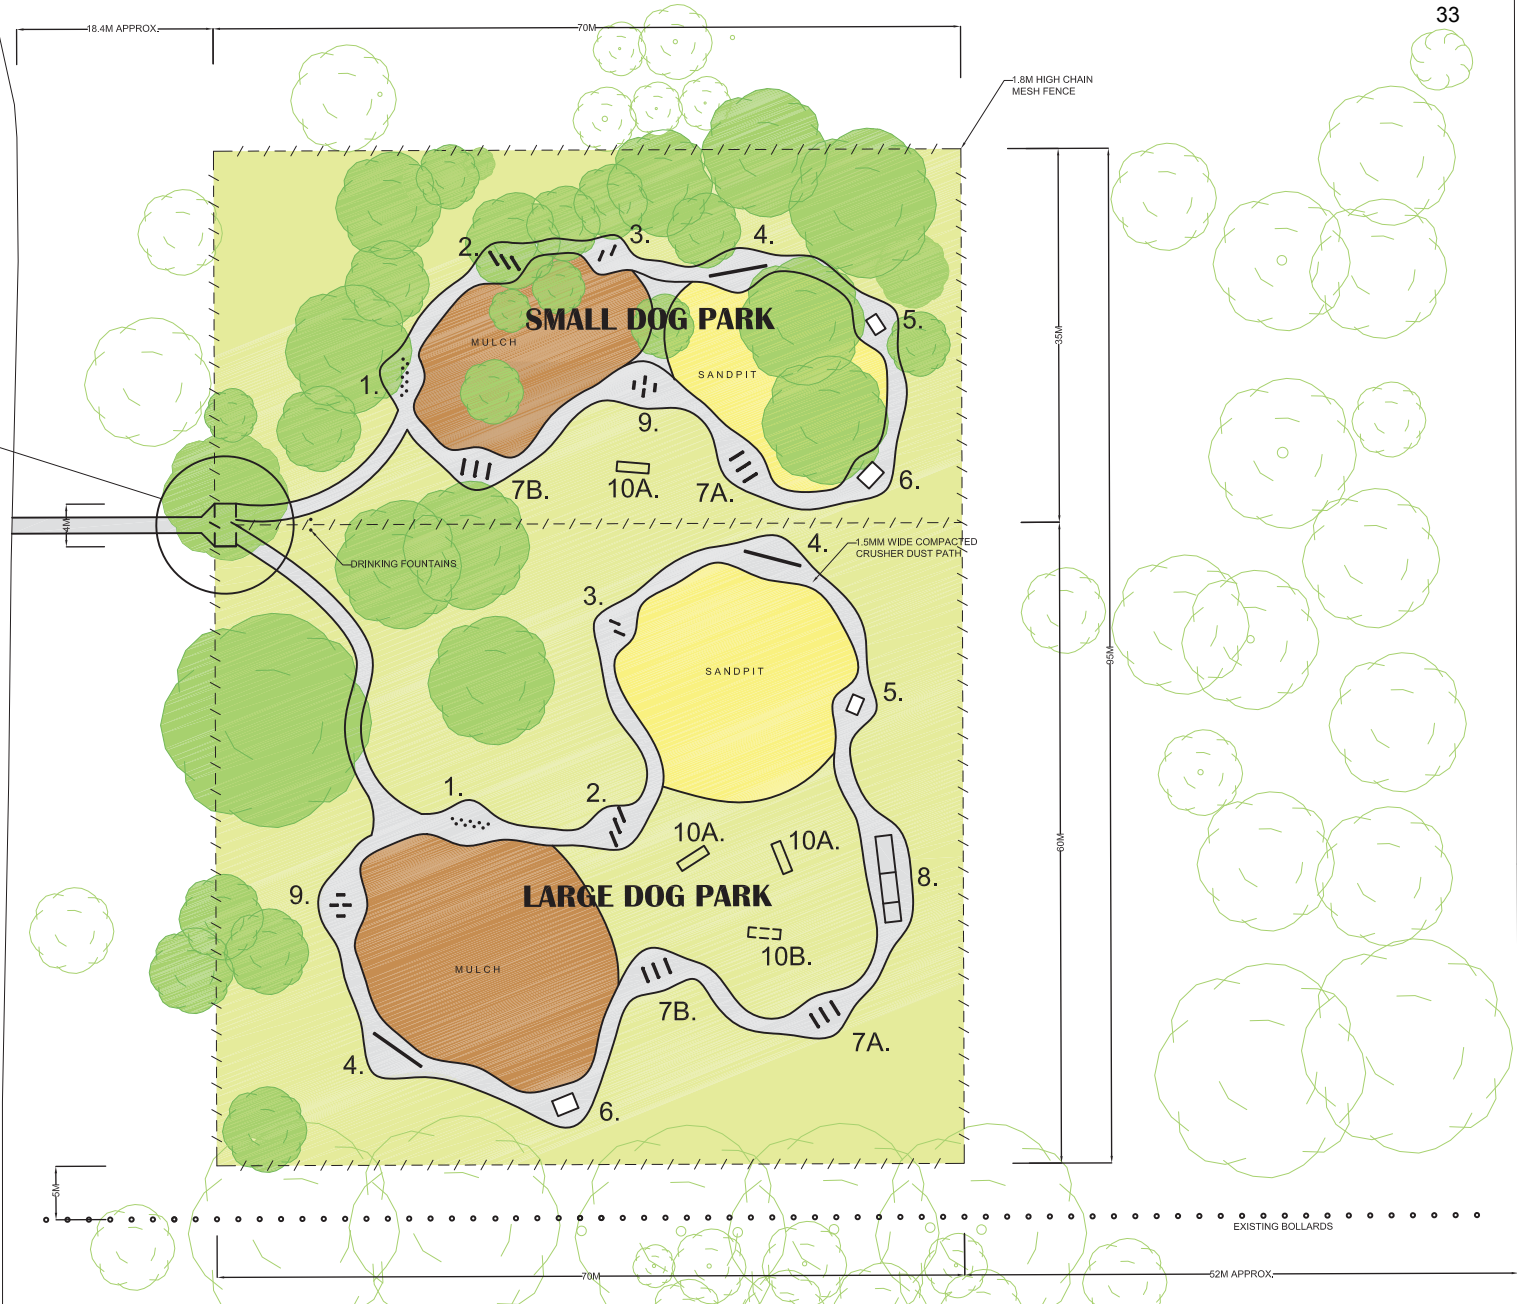 33
18.4M APPROX.
70M
1.8M HIGH CHAIN
MESH FENCE
2.
3.
4.
SMALL DOG PARK
5.
MULCH
35M
SANDPIT
1.
9.
7B.
10A.
7A.
6.
4M
4.
1.5MM WIDE COMPACTED
CRUSHER DUST PATH
DRINKING FOUNTAINS
3.
95M
SANDPIT
5.
1.
2.
10A.
10A.
60M
8.
9.
LARGE DOG PARK
10B.
MULCH
7B.
7A.
4.
6.
5M
EXISTING BOLLARDS
70M
52M APPROX.